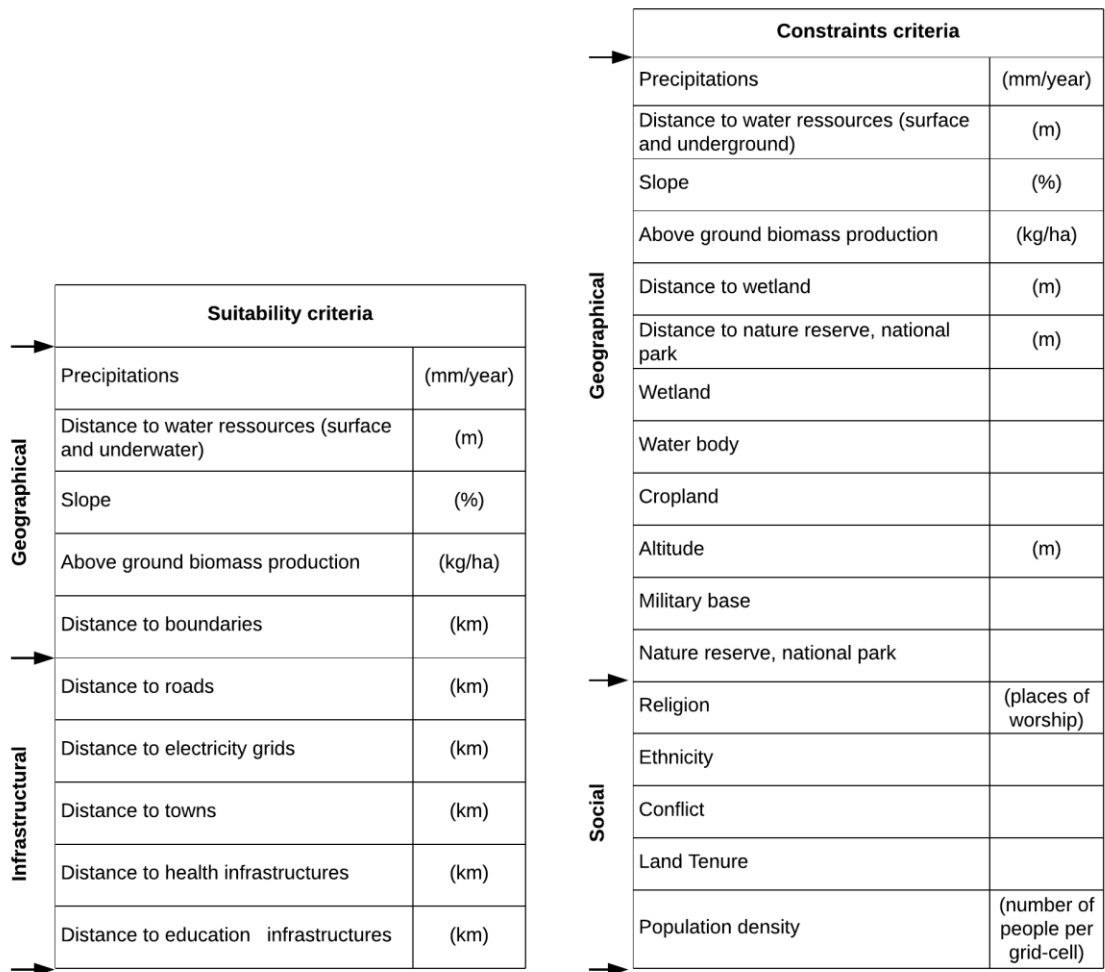 Suitability criteria
Geographical
Precipitations (mm/year)
Distance to water ressources (surface
and underwater) (m)
Slope (%)
Above ground biomass production (kg/ha)
Distance to boundaries (km)
Infrastructural
Distance to roads (km)
Distance to electricity grids (km)
Distance to towns (km)
Distance to health infrastructures (km)
Distance to education infrastructures (km)
Constraints criteria
Geographical
Precipitations (mm/year)
Distance to water ressources (surface
and underground) (m)
Slope (%)
Above ground biomass production (kg/ha)
Distance to wetland (m)
Distance to nature reserve, national
park (m)
Wetland
Water body
Cropland
Altitude (m)
Military base
Nature reserve, national park
Social
Religion (places of
worship)
Ethnicity
Conflict
Land Tenure
Population density (number of
people per
grid-cell)